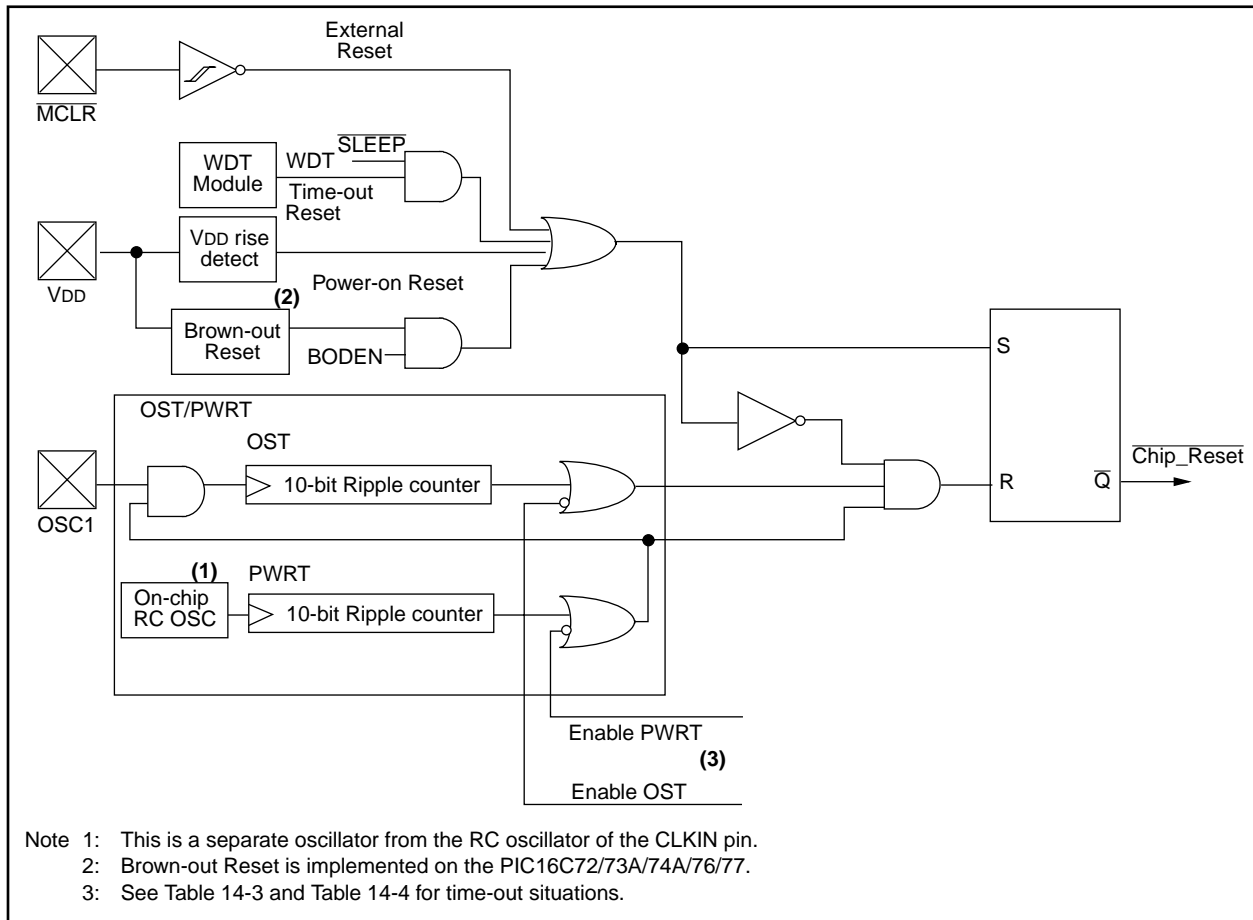 External
Reset
MCLR
SLEEP
WDT
Module
WDT
Time-out
Reset
VDD
VDD rise
detect
Power-on Reset
(2)
Brown-out
Reset
BODEN
S
OST/PWRT
OST
10-bit Ripple counter
OSC1
Chip_Reset
R
Q
(1)
PWRT
On-chip
RC OSC
10-bit Ripple counter
Enable PWRT
(3)
Enable OST
Note 1: This is a separate oscillator from the RC oscillator of the CLKIN pin.
2: Brown-out Reset is implemented on the PIC16C72/73A/74A/76/77.
3: See Table 14-3 and Table 14-4 for time-out situations.